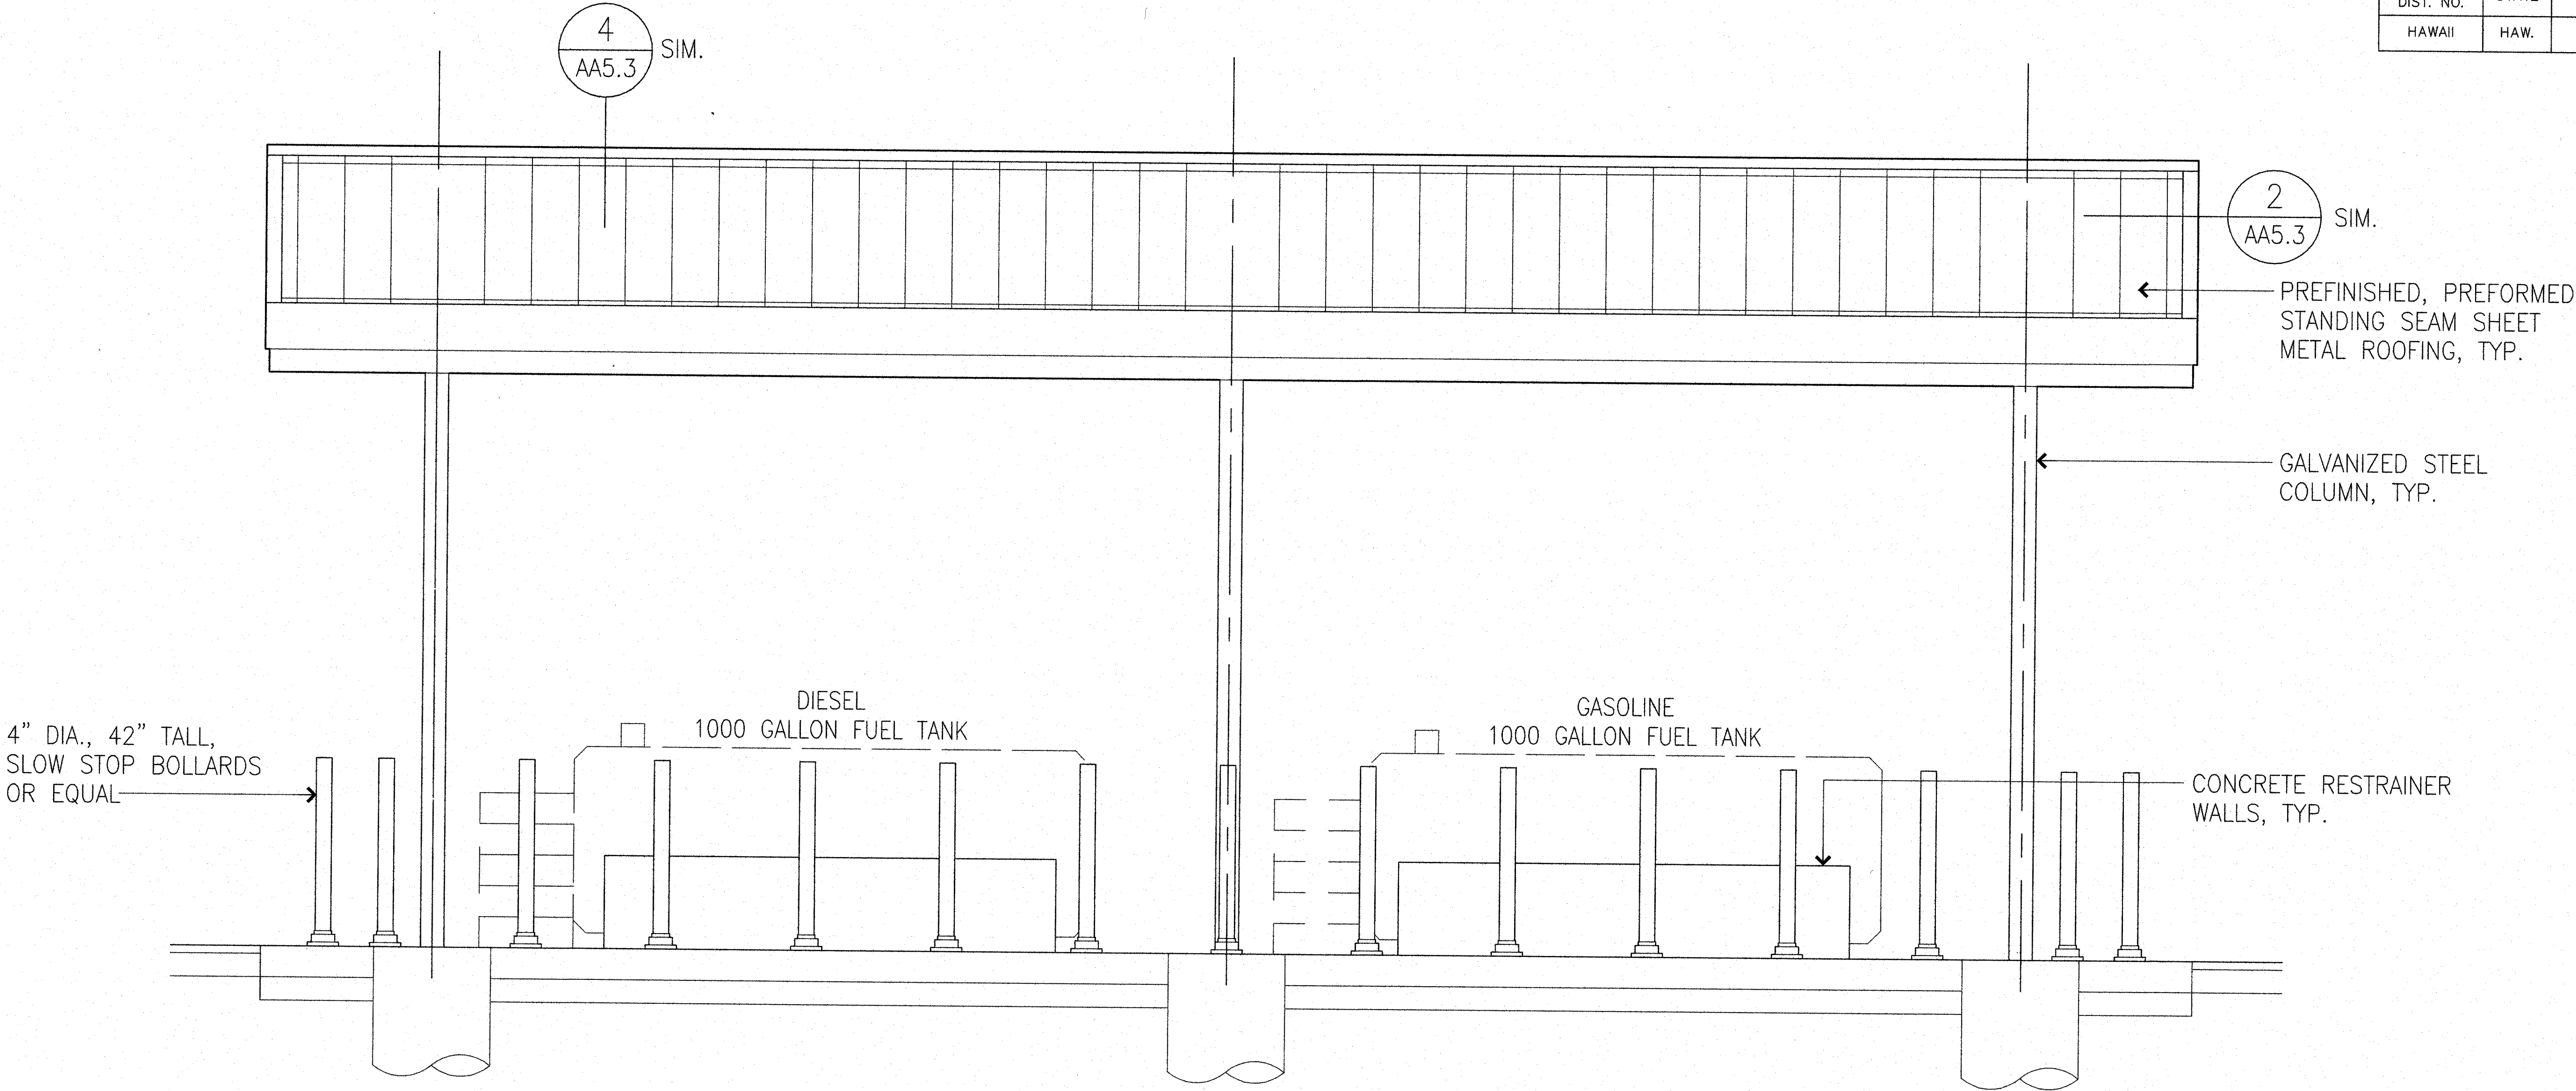 DIST. NO.
HAWAII HAW.
4
AA5.3
SIM.
2
AA5.3
SIM.
PREFINISHED, PREFORMED
STANDING SEAM SHEET
METAL ROOFING, TYP.
GALVANIZED STEEL
COLUMN, TYP.
DIESEL
1000 GALLON FUEL TANK
GASOLINE
1000 GALLON FUEL TANK
4" DIA., 42" TALL,
SLOW STOP BOLLARDS
OR EQUAL
CONCRETE RESTRAINER
WALLS, TYP.